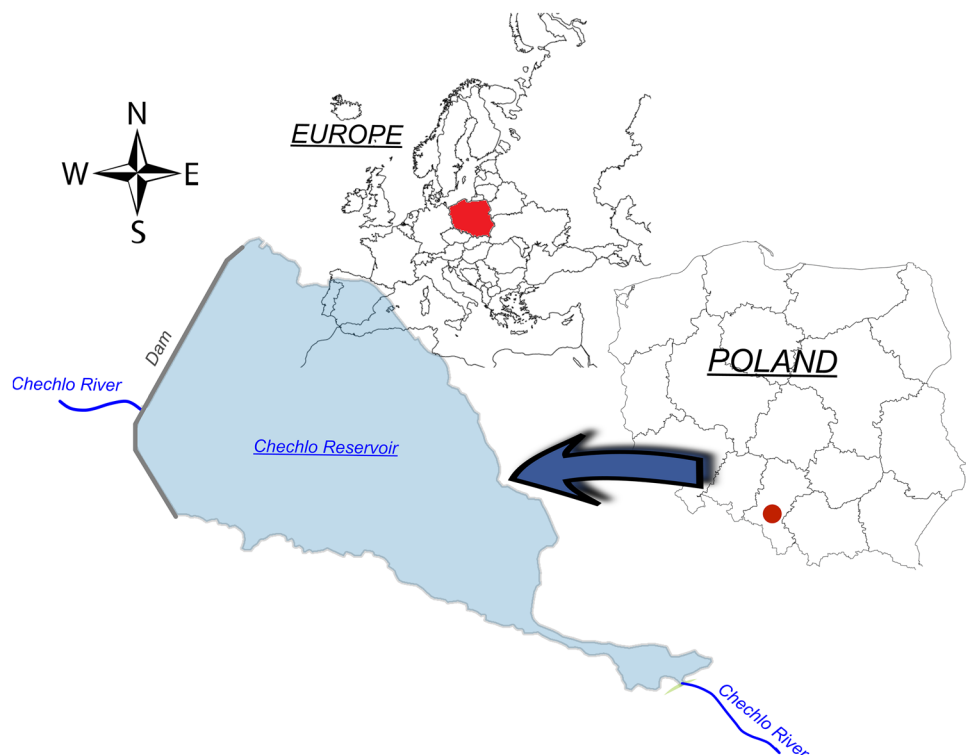 N
EUROPE
W
E
S
Dam
POLAND
Chechlo River
Chechlo Reservoir
Chechlo River